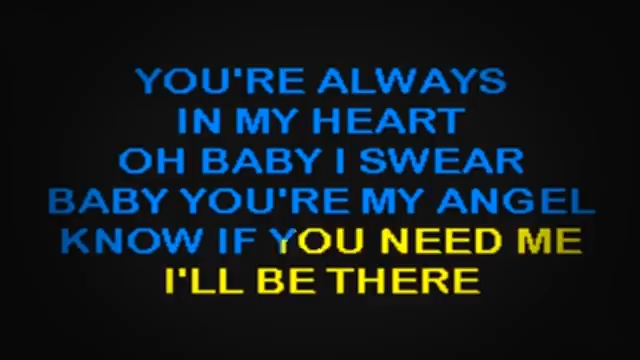 YOU'RE ALWAYS
IN MY HEART
OH BABY I SWEAR
BABY YOU'RE MY ANGEL
KNOW IF YOU NEED ME
I'LL BE THERE